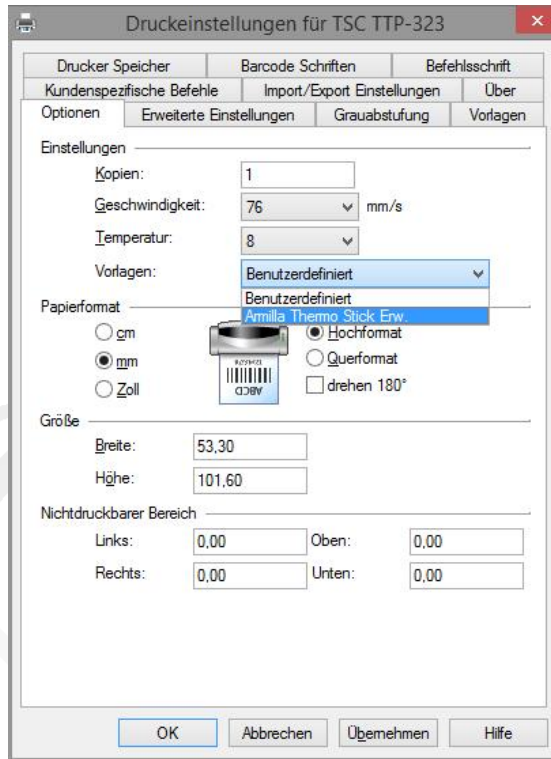 Druckeinstellungen für TSC TTP-323
Drucker Speicher Barcode Schriften Befehlsschrift
Kundenspezifische Befehle Import/Export Einstellungen Über
Optionen Erweiterte Einstellungen Grauabstufung Vorlagen
Einstellungen
Kopien: 1
Geschwindigkeit: 76 mm/s
Temperatur: 8
Vorlagen: Benutzerdefiniert
Benutzerdefiniert
Armilla Thermo Stick Erw.
Papierformat
cm Hochformat
mm Querformat
Zoll drehen 180°
ABCD
Größe
Breite: 53,30
Höhe: 101,60
Nichtdruckbarer Bereich
Links: 0,00 Oben: 0,00
Rechts: 0,00 Unten: 0,00
OK Abbrechen Übernehmen Hilfe